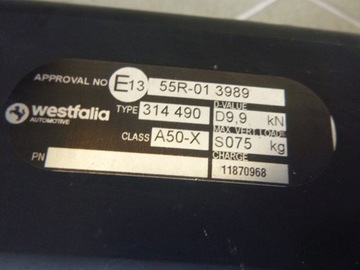 APPROVAL NO E13 55R-01 3989
westfalia AUTOMOTIVE
TYPE 314 490
D-VALUE
D9,9 kN
CLASS A50-X
MAX. VERT. LOAD
S075 kg
CHARGE
PN
11870968